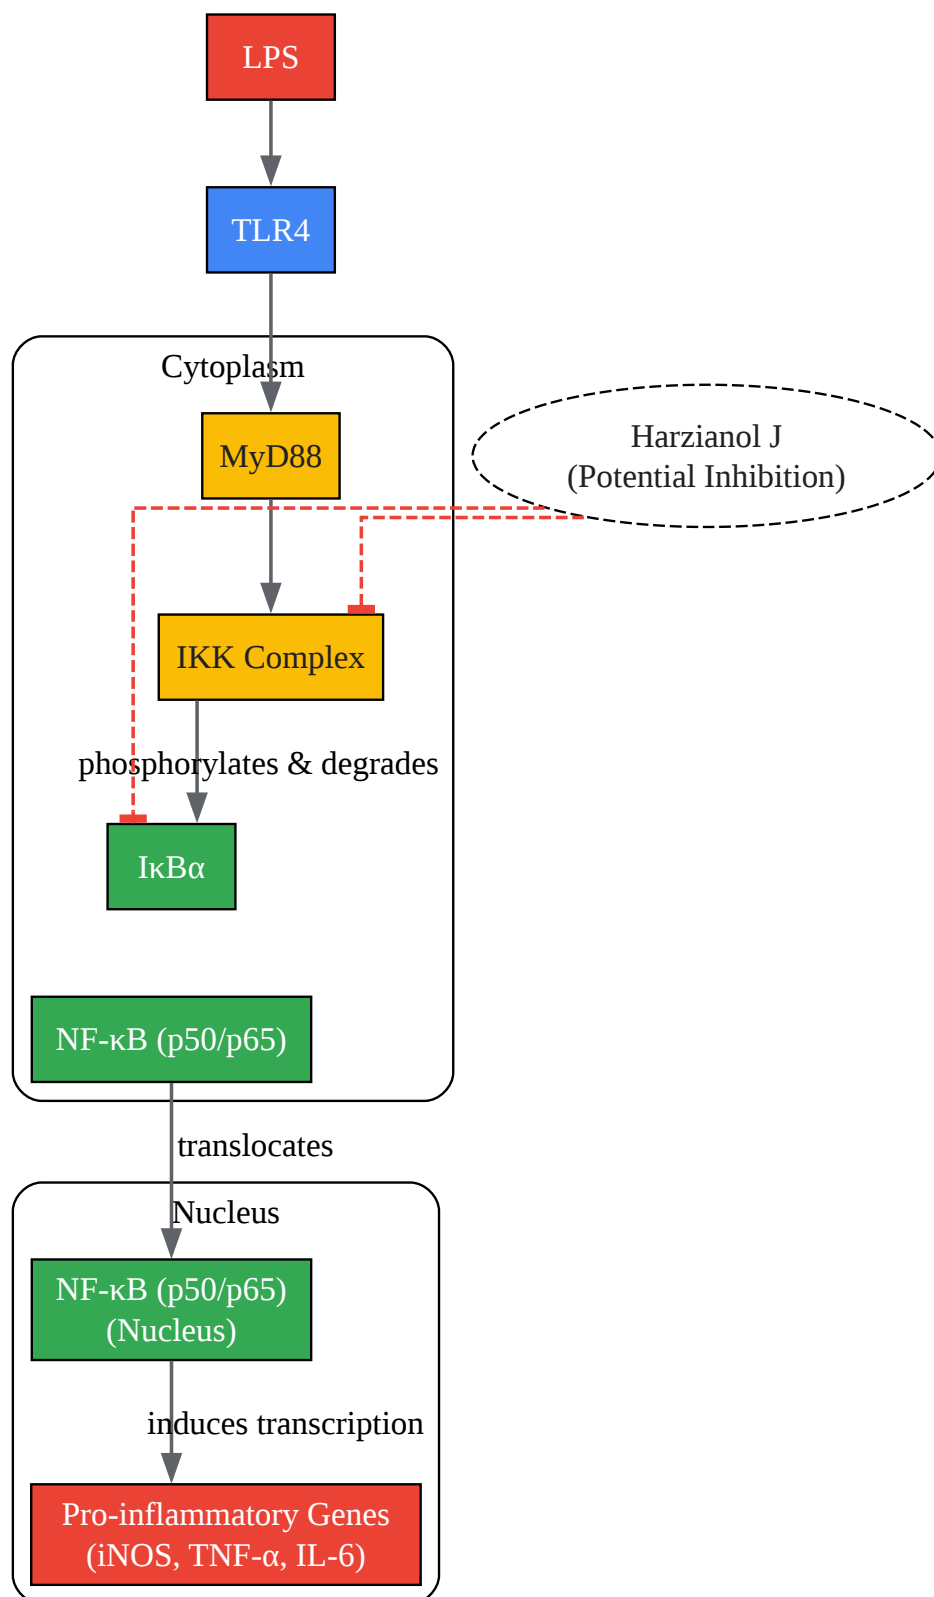 LPS
TLR4
Cytoplasm
Harzianol J
(Potential Inhibition)
MyD88
IKK Complex
phosphorylates & degrades
IκBα
NF-κB (p50/p65)
translocates
Nucleus
NF-κB (p50/p65)
(Nucleus)
induces transcription
Pro-inflammatory Genes
(iNOS, TNF-α, IL-6)